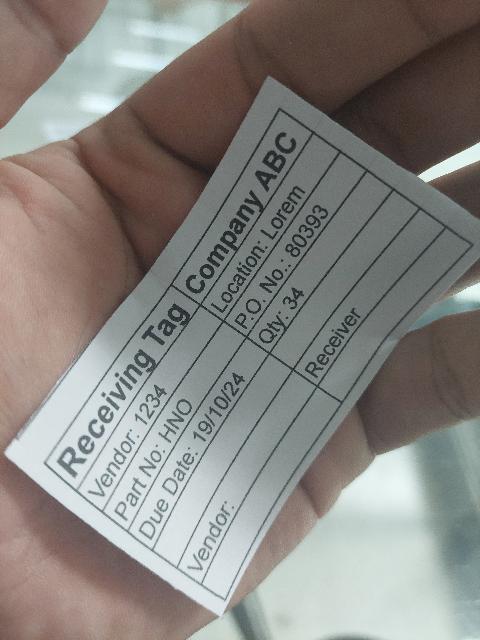 Receiving Tag Company ABC
Vendor: 1234 Location: Lorem
Part No: HNO P.O. No.: 80393
Due Date: 19/10/24 Qty: 34
Vendor: Receiver